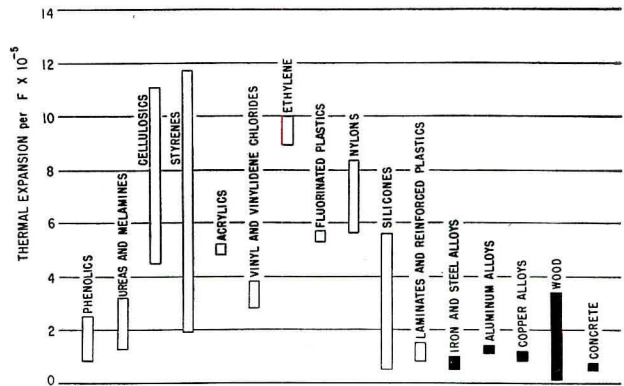 THERMAL EXPANSION per F X 10⁻⁵
14
12
10
8
6
4
2
0
PHENOLICS
UREAS AND MELAMINES
CELLULOSICS
STYRENES
ACRYLICS
VINYL AND VINYLIDENE CHLORIDES
ETHYLENE
FLUORINATED PLASTICS
NYLONS
SILICONES
LAMINATES AND REINFORCED PLASTICS
IRON AND STEEL ALLOYS
ALUMINUM ALLOYS
COPPER ALLOYS
WOOD
CONCRETE